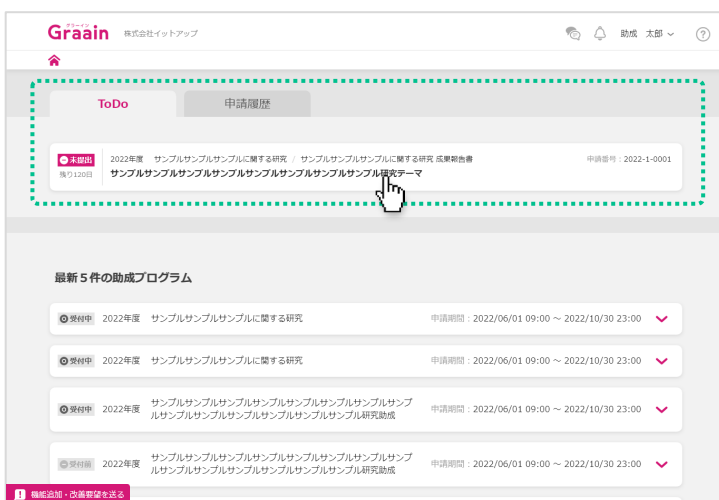 グラーイン
Graain 株式会社イットアップ 助成 太郎
ToDo 申請履歴
未提出 2022年度 サンプルサンプルサンプルに関する研究 / サンプルサンプルサンプルに関する研究 成果報告書 申請番号：2022-1-0001
残り120日 サンプルサンプルサンプルサンプルサンプルサンプルサンプルサンプル研究テーマ
最新５件の助成プログラム
受付中 2022年度 サンプルサンプルサンプルに関する研究 申請期間：2022/06/01 09:00 ～ 2022/10/30 23:00
受付中 2022年度 サンプルサンプルサンプルに関する研究 申請期間：2022/06/01 09:00 ～ 2022/10/30 23:00
受付中 2022年度 サンプルサンプルサンプルサンプルサンプルサンプルサンプルサンプ
ルサンプルサンプルサンプルサンプルサンプルサンプル研究助成 申請期間：2022/06/01 09:00 ～ 2022/10/30 23:00
受付前 2022年度 サンプルサンプルサンプルサンプルサンプルサンプルサンプルサンプ
ルサンプルサンプルサンプルサンプルサンプルサンプル研究助成 申請期間：2022/06/01 09:00 ～ 2022/10/30 23:00
機能追加・改善要望を送る